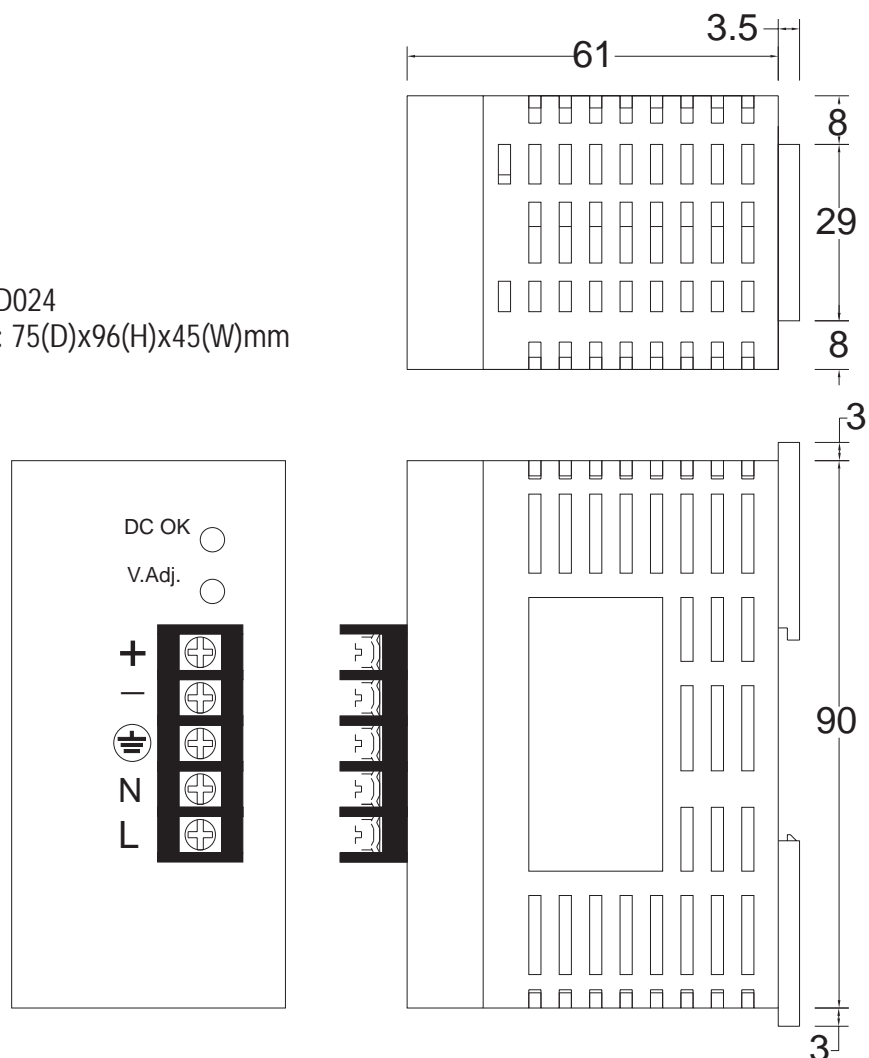 3.5
61
8
29
8
D024
: 75(D)x96(H)x45(W)mm
3
DC OK
V.Adj.
+
−
N
L
90
3